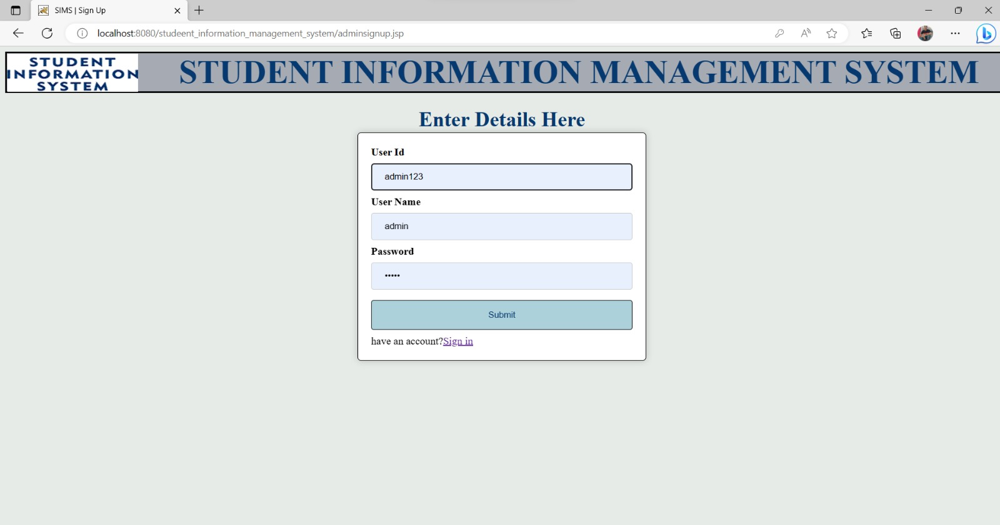 SIMS | Sign Up
localhost:8080/studeent_information_management_system/adminsignup.jsp
STUDENT
INFORMATION
SYSTEM
STUDENT INFORMATION MANAGEMENT SYSTEM
Enter Details Here
User Id
admin123
User Name
admin
Password
•••••
Submit
have an account?Sign in